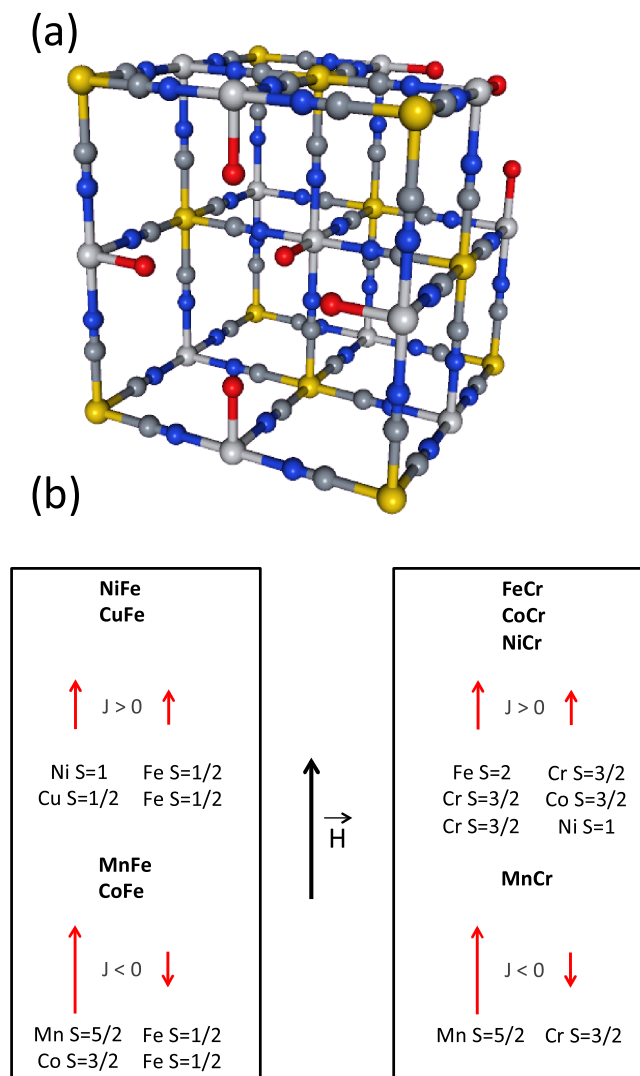 (a)
(b)
NiFe
CuFe
J > 0
Ni S=1 Fe S=1/2
Cu S=1/2 Fe S=1/2
MnFe
CoFe
J < 0
Mn S=5/2 Fe S=1/2
Co S=3/2 Fe S=1/2
H
FeCr
CoCr
NiCr
J > 0
Fe S=2 Cr S=3/2
Cr S=3/2 Co S=3/2
Cr S=3/2 Ni S=1
MnCr
J < 0
Mn S=5/2 Cr S=3/2